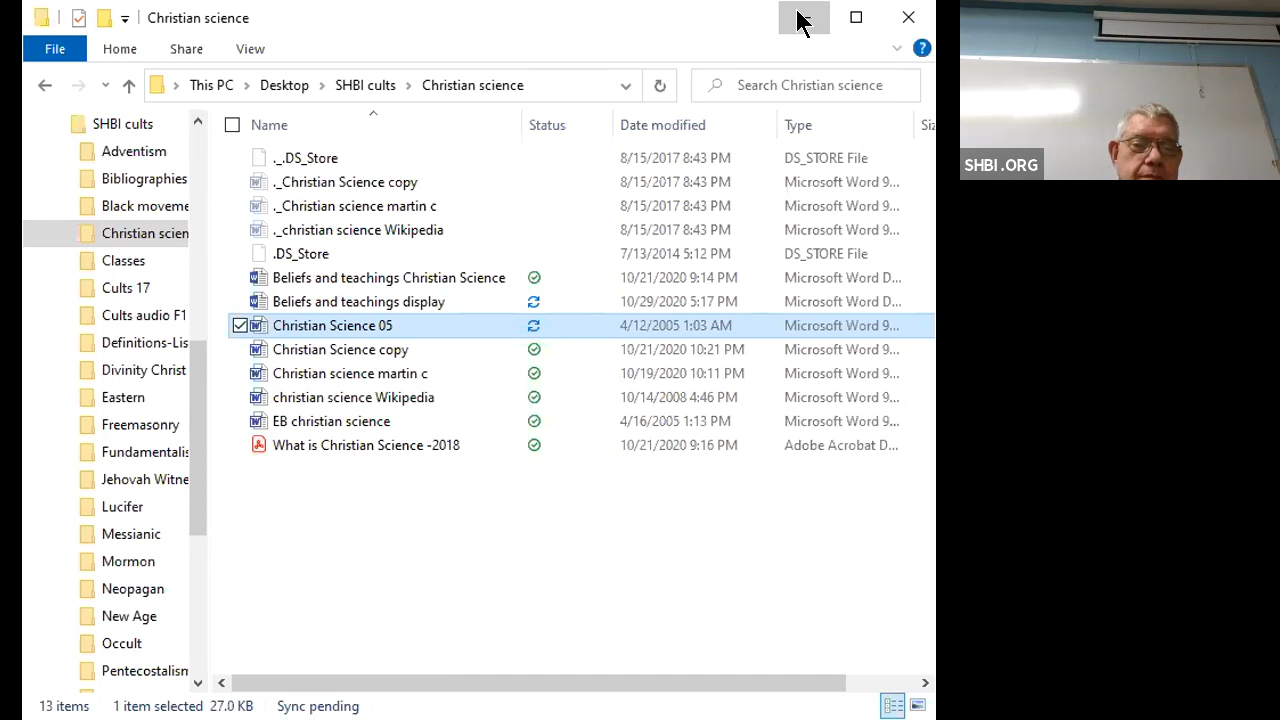 Christian science
File Home Share View
This PC Desktop SHBI cults Christian science Search Christian science
Name Status Date modified Type Siz
._.DS_Store 8/15/2017 8:43 PM DS_STORE File
._Christian Science copy 8/15/2017 8:43 PM Microsoft Word 9...
._Christian science martin c 8/15/2017 8:43 PM Microsoft Word 9...
._christian science Wikipedia 8/15/2017 8:43 PM Microsoft Word 9...
.DS_Store 7/13/2014 5:12 PM DS_STORE File
Beliefs and teachings Christian Science 10/21/2020 9:14 PM Microsoft Word D...
Beliefs and teachings display 10/29/2020 5:17 PM Microsoft Word D...
Christian Science 05 4/12/2005 1:03 AM Microsoft Word 9...
Christian Science copy 10/21/2020 10:21 PM Microsoft Word 9...
Christian science martin c 10/19/2020 10:11 PM Microsoft Word 9...
christian science Wikipedia 10/14/2008 4:46 PM Microsoft Word 9...
EB christian science 4/16/2005 1:13 PM Microsoft Word 9...
What is Christian Science -2018 10/21/2020 9:16 PM Adobe Acrobat D...
SHBI cults
Adventism
Bibliographies
Black moveme
Christian scien
Classes
Cults 17
Cults audio F1
Definitions-Lis
Divinity Christ
Eastern
Freemasonry
Fundamentalis
Jehovah Witne
Lucifer
Messianic
Mormon
Neopagan
New Age
Occult
Pentecostalism
13 items 1 item selected 27.0 KB Sync pending
SHBI.ORG